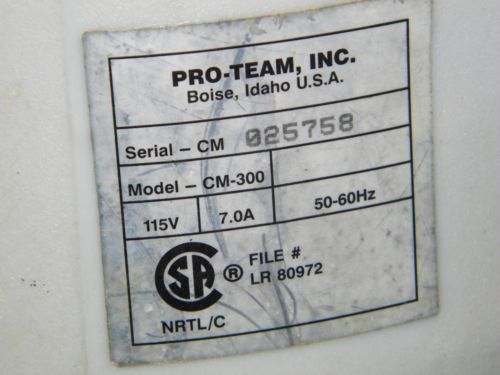 PRO-TEAM, INC.
Boise, Idaho U.S.A.
Serial - CM 025758
Model - CM-300
115V 7.0A 50-60Hz
SA ® FILE #
LR 80972
NRTL/C